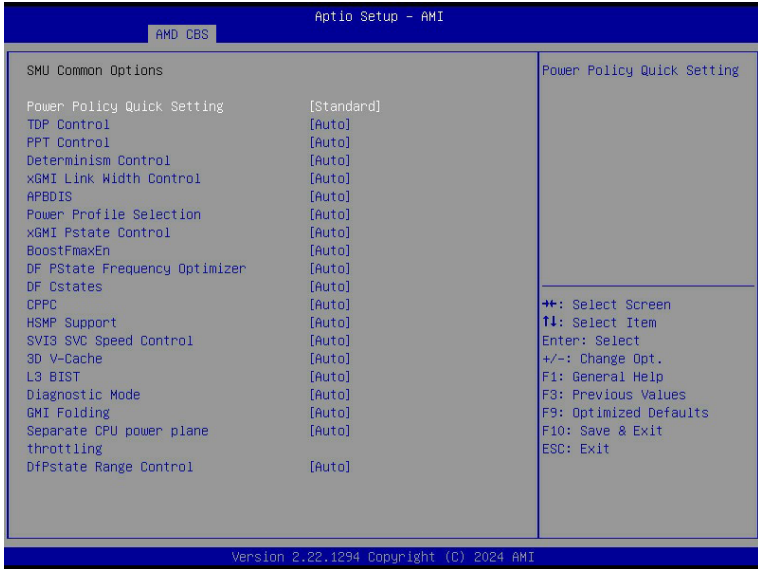 Aptio Setup - AMI
AMD CBS
SMU Common Options
Power Policy Quick Setting [Standard]
TDP Control [Auto]
PPT Control [Auto]
Determinism Control [Auto]
xGMI Link Width Control [Auto]
APBDIS [Auto]
Power Profile Selection [Auto]
xGMI Pstate Control [Auto]
BoostFmaxEn [Auto]
DF PState Frequency Optimizer [Auto]
DF Cstates [Auto]
CPPC [Auto]
HSMP Support [Auto]
SVI3 SVC Speed Control [Auto]
3D V-Cache [Auto]
L3 BIST [Auto]
Diagnostic Mode [Auto]
GMI Folding [Auto]
Separate CPU power plane [Auto]
throttling
DfPstate Range Control [Auto]
Power Policy Quick Setting
→←: Select Screen
↑↓: Select Item
Enter: Select
+/-: Change Opt.
F1: General Help
F3: Previous Values
F9: Optimized Defaults
F10: Save & Exit
ESC: Exit
Version 2.22.1294 Copyright (C) 2024 AMI